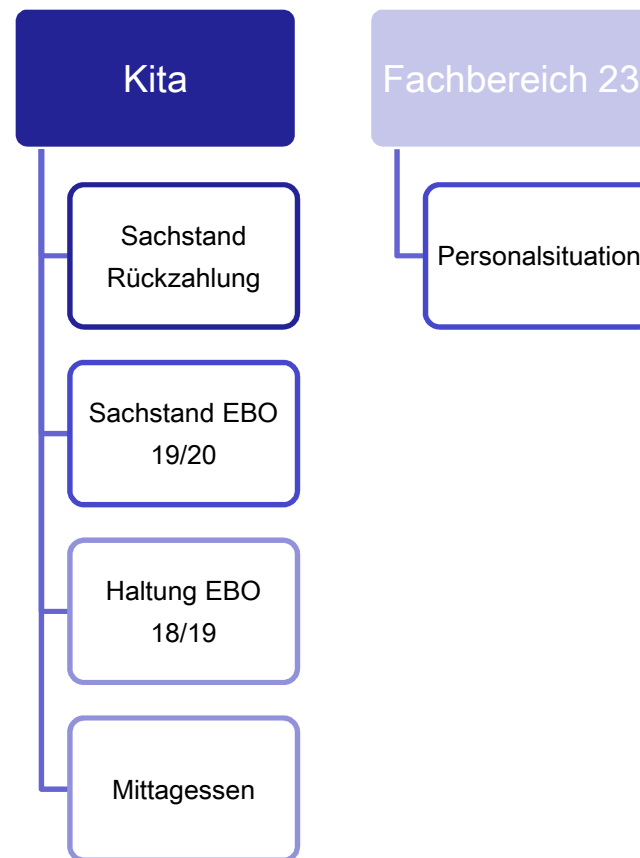 Kita
Sachstand
Rückzahlung
Sachstand EBO
19/20
Haltung EBO
18/19
Mittagessen
Fachbereich 23
Personalsituation